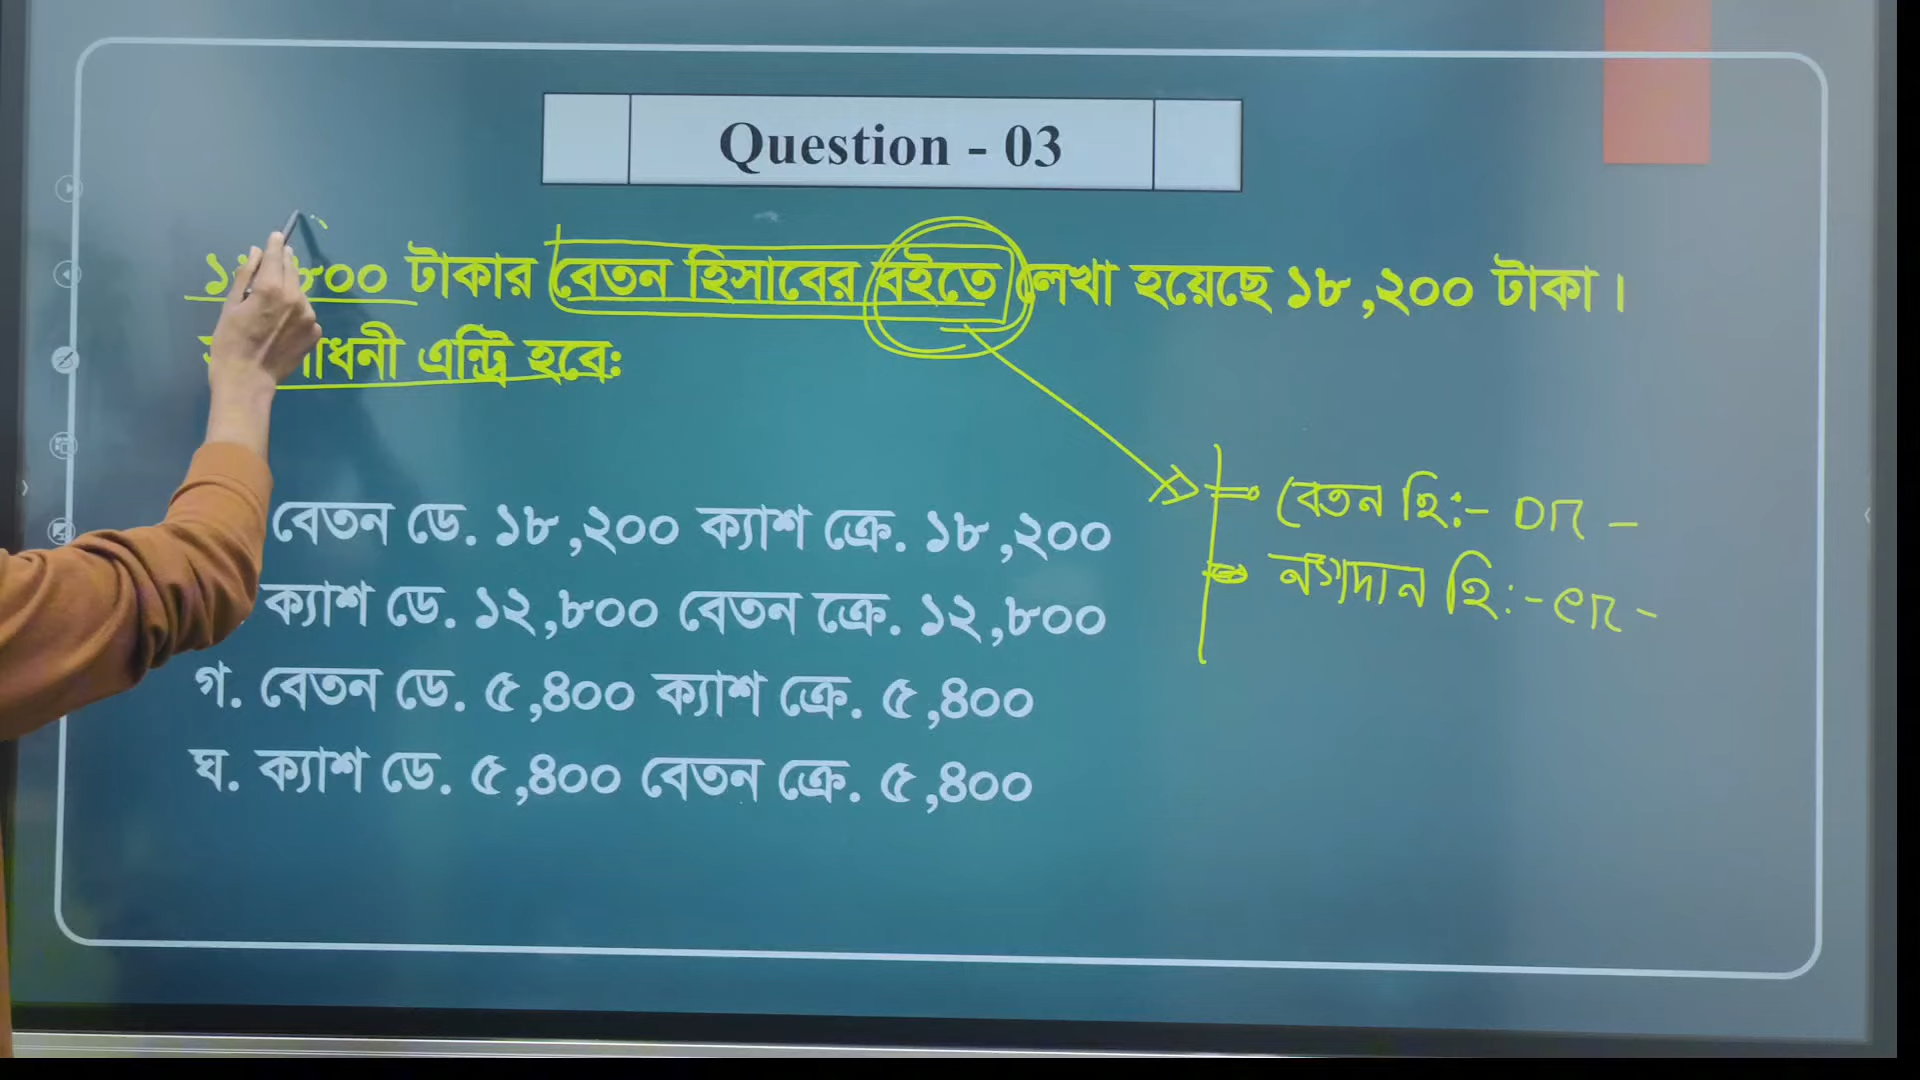 Question - 03
টাকার বেতন হিসাবের বইতে লেখা হয়েছে ১৮,২০০ টাকা।
এন্ট্রি হবে:
বেতন ডে. ১৮,২০০ ক্যাশ ক্রে. ১৮,২০০
ক্যাশ ডে. ১২,৮০০ বেতন ক্রে. ১২,৮০০
গ. বেতন ডে. ৫,৪০০ ক্যাশ ক্রে. ৫,৪০০
ঘ. ক্যাশ ডে. ৫,৪০০ বেতন ক্রে. ৫,৪০০
বেতন হি:- DR -
নগদান হি:- CR -